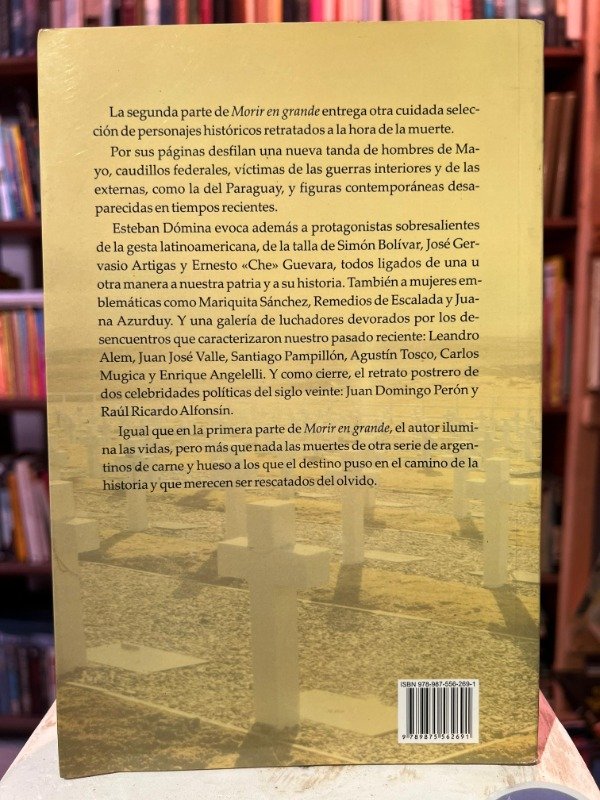 La segunda parte de Morir en grande entrega otra cuidada selec-
ción de personajes históricos retratados a la hora de la muerte.
Por sus páginas desfilan una nueva tanda de hombres de Ma-
yo, caudillos federales, víctimas de las guerras interiores y de las
externas, como la del Paraguay, y figuras contemporáneas desa-
parecidas en tiempos recientes.
Esteban Dómina evoca además a protagonistas sobresalientes
de la gesta latinoamericana, de la talla de Simón Bolívar, José Ger-
vasio Artigas y Ernesto «Che» Guevara, todos ligados de una u
otra manera a nuestra patria y a su historia. También a mujeres em-
blemáticas como Mariquita Sánchez, Remedios de Escalada y Jua-
na Azurduy. Y una galería de luchadores devorados por los de-
sencuentros que caracterizaron nuestro pasado reciente: Leandro
Alem, Juan José Valle, Santiago Pampillón, Agustín Tosco, Carlos
Mugica y Enrique Angelelli. Y como cierre, el retrato postrero de
dos celebridades políticas del siglo veinte: Juan Domingo Perón y
Raúl Ricardo Alfonsín.
Igual que en la primera parte de Morir en grande, el autor ilumi-
na las vidas, pero más que nada las muertes de otra serie de argen-
tinos de carne y hueso a los que el destino puso en el camino de la
historia y que merecen ser rescatados del olvido.
ISBN 978-987-556-269-1
9 789875 562691